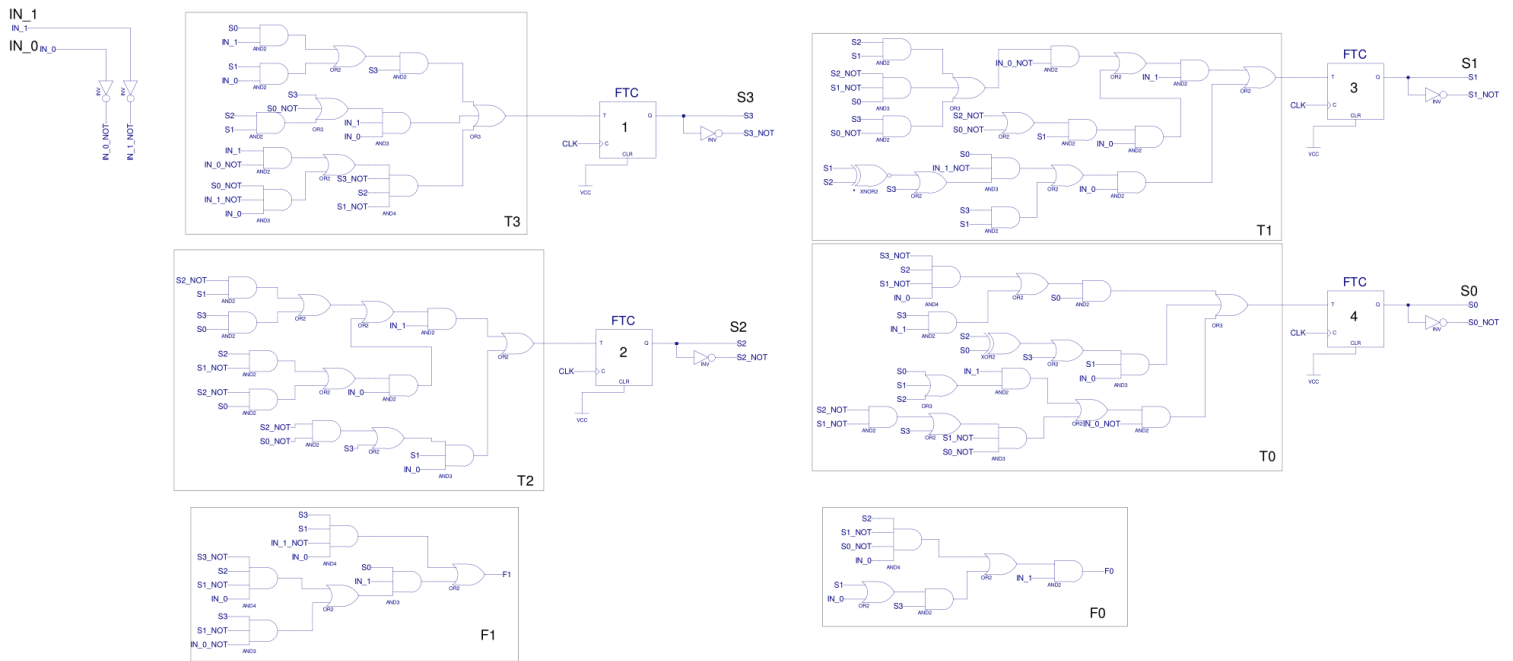 IN_1
IN_1
IN_0
IN_0
INV
INV
IN_0_NOT
IN_1_NOT
S0
IN_1
AND2
OR2
S1
IN_0
AND2
S3
AND2
S3
S0_NOT
S2
S1
AND2
OR3
IN_1
IN_0
AND3
OR3
IN_1
IN_0_NOT
AND2
S0_NOT
IN_1_NOT
IN_0
AND3
OR2
S3_NOT
S2
S1_NOT
AND4
T3
FTC
T
Q
1
CLK
C
CLR
VCC
S3
S3
INV
S3_NOT
S2_NOT
S1
AND2
S3
S0
AND2
OR2
OR2
IN_1
AND2
S2
S1_NOT
AND2
S2_NOT
S0
AND2
OR2
IN_0
AND2
OR2
S2_NOT
S0_NOT
AND2
S3
OR2
S1
IN_0
AND3
T2
FTC
T
Q
2
CLK
C
CLR
VCC
S2
S2
INV
S2_NOT
S3
S1
IN_1_NOT
IN_0
AND4
S3_NOT
S2
S1_NOT
IN_0
AND4
S3
S1_NOT
IN_0_NOT
AND3
OR2
S0
IN_1
AND3
OR2
F1
F1
S2
S1
AND2
S2_NOT
S1_NOT
S0
AND3
S3
S0_NOT
AND2
OR3
IN_0_NOT
AND2
OR2
IN_1
AND2
OR2
S2_NOT
S0_NOT
OR2
S1
AND2
IN_0
AND2
S1
S2
XNOR2
S3
OR2
S0
IN_1_NOT
AND3
S3
S1
AND2
OR2
IN_0
AND2
T1
FTC
T
Q
3
CLK
C
CLR
VCC
S1
S1
INV
S1_NOT
S3_NOT
S2
S1_NOT
IN_0
AND4
S3
IN_1
AND2
OR2
S0
AND2
OR3
S2
S0
XOR2
S3
OR2
S1
IN_0
AND3
S0
S1
S2
OR3
IN_1
AND2
S2_NOT
S1_NOT
AND2
S3
OR2
S1_NOT
S0_NOT
AND3
OR2
IN_0_NOT
AND2
T0
FTC
T
Q
4
CLK
C
CLR
VCC
S0
S0
INV
S0_NOT
S2
S1_NOT
S0_NOT
IN_0
AND4
S1
IN_0
OR2
S3
AND2
OR2
IN_1
AND2
F0
F0